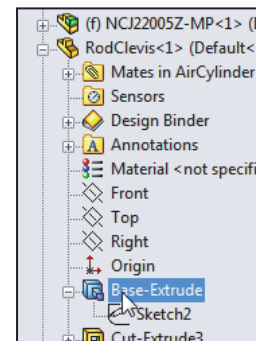 (f) NCJ22005Z-MP<1> (
RodClevis<1> (Default<
Mates in AirCylinder
Sensors
Design Binder
Annotations
Material <not specifi
Front
Top
Right
Origin
Base-Extrude
Sketch2
Cut-Extrude3